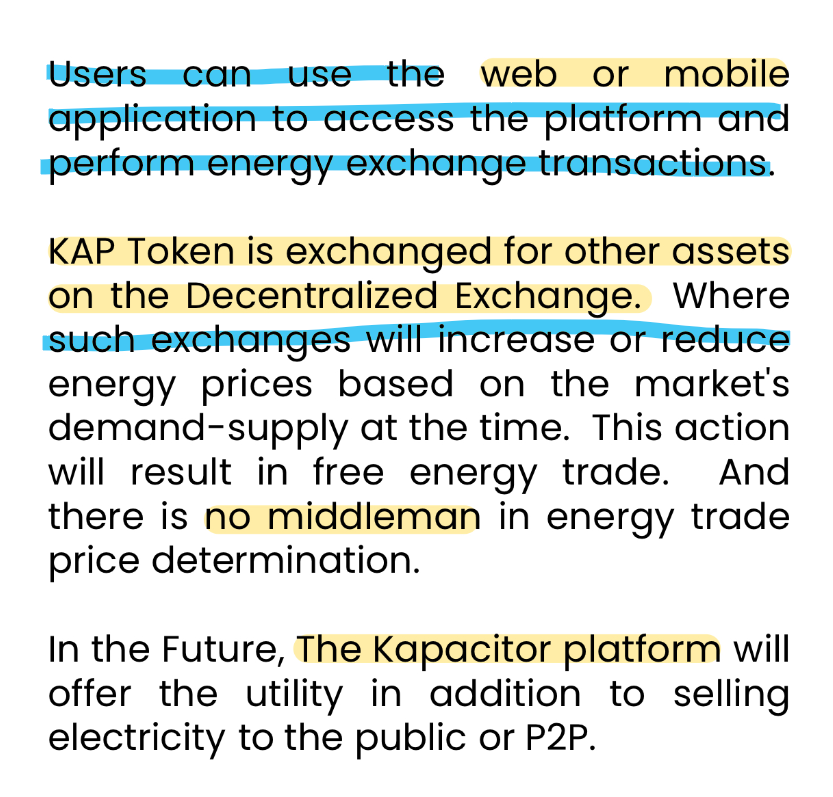 Users can use the web or mobile
application to access the platform and
perform energy exchange transactions.
KAP Token is exchanged for other assets
on the Decentralized Exchange. Where
such exchanges will increase or reduce
energy prices based on the market's
demand-supply at the time. This action
will result in free energy trade. And
there is no middleman in energy trade
price determination.
In the Future, The Kapacitor platform will
offer the utility in addition to selling
electricity to the public or P2P.